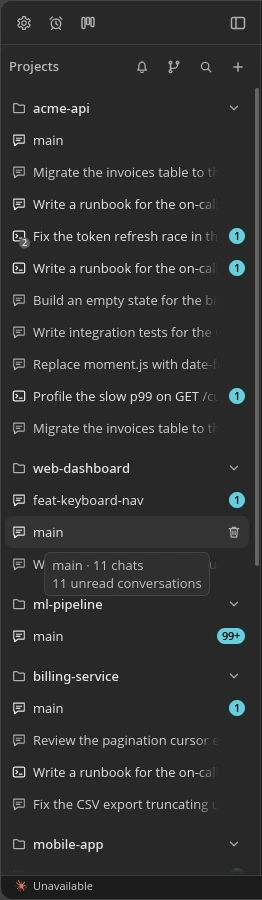 Projects
acme-api
main
Migrate the invoices table to th
Write a runbook for the on-call
2
Fix the token refresh race in th
1
Write a runbook for the on-call
1
Build an empty state for the bi
Write integration tests for the
Replace moment.js with date-f
Profile the slow p99 on GET /cu
1
Migrate the invoices table to th
web-dashboard
feat-keyboard-nav
1
main
main · 11 chats
11 unread conversations
ml-pipeline
main
99+
billing-service
main
1
Review the pagination cursor e
Write a runbook for the on-call
Fix the CSV export truncating u
mobile-app
Unavailable